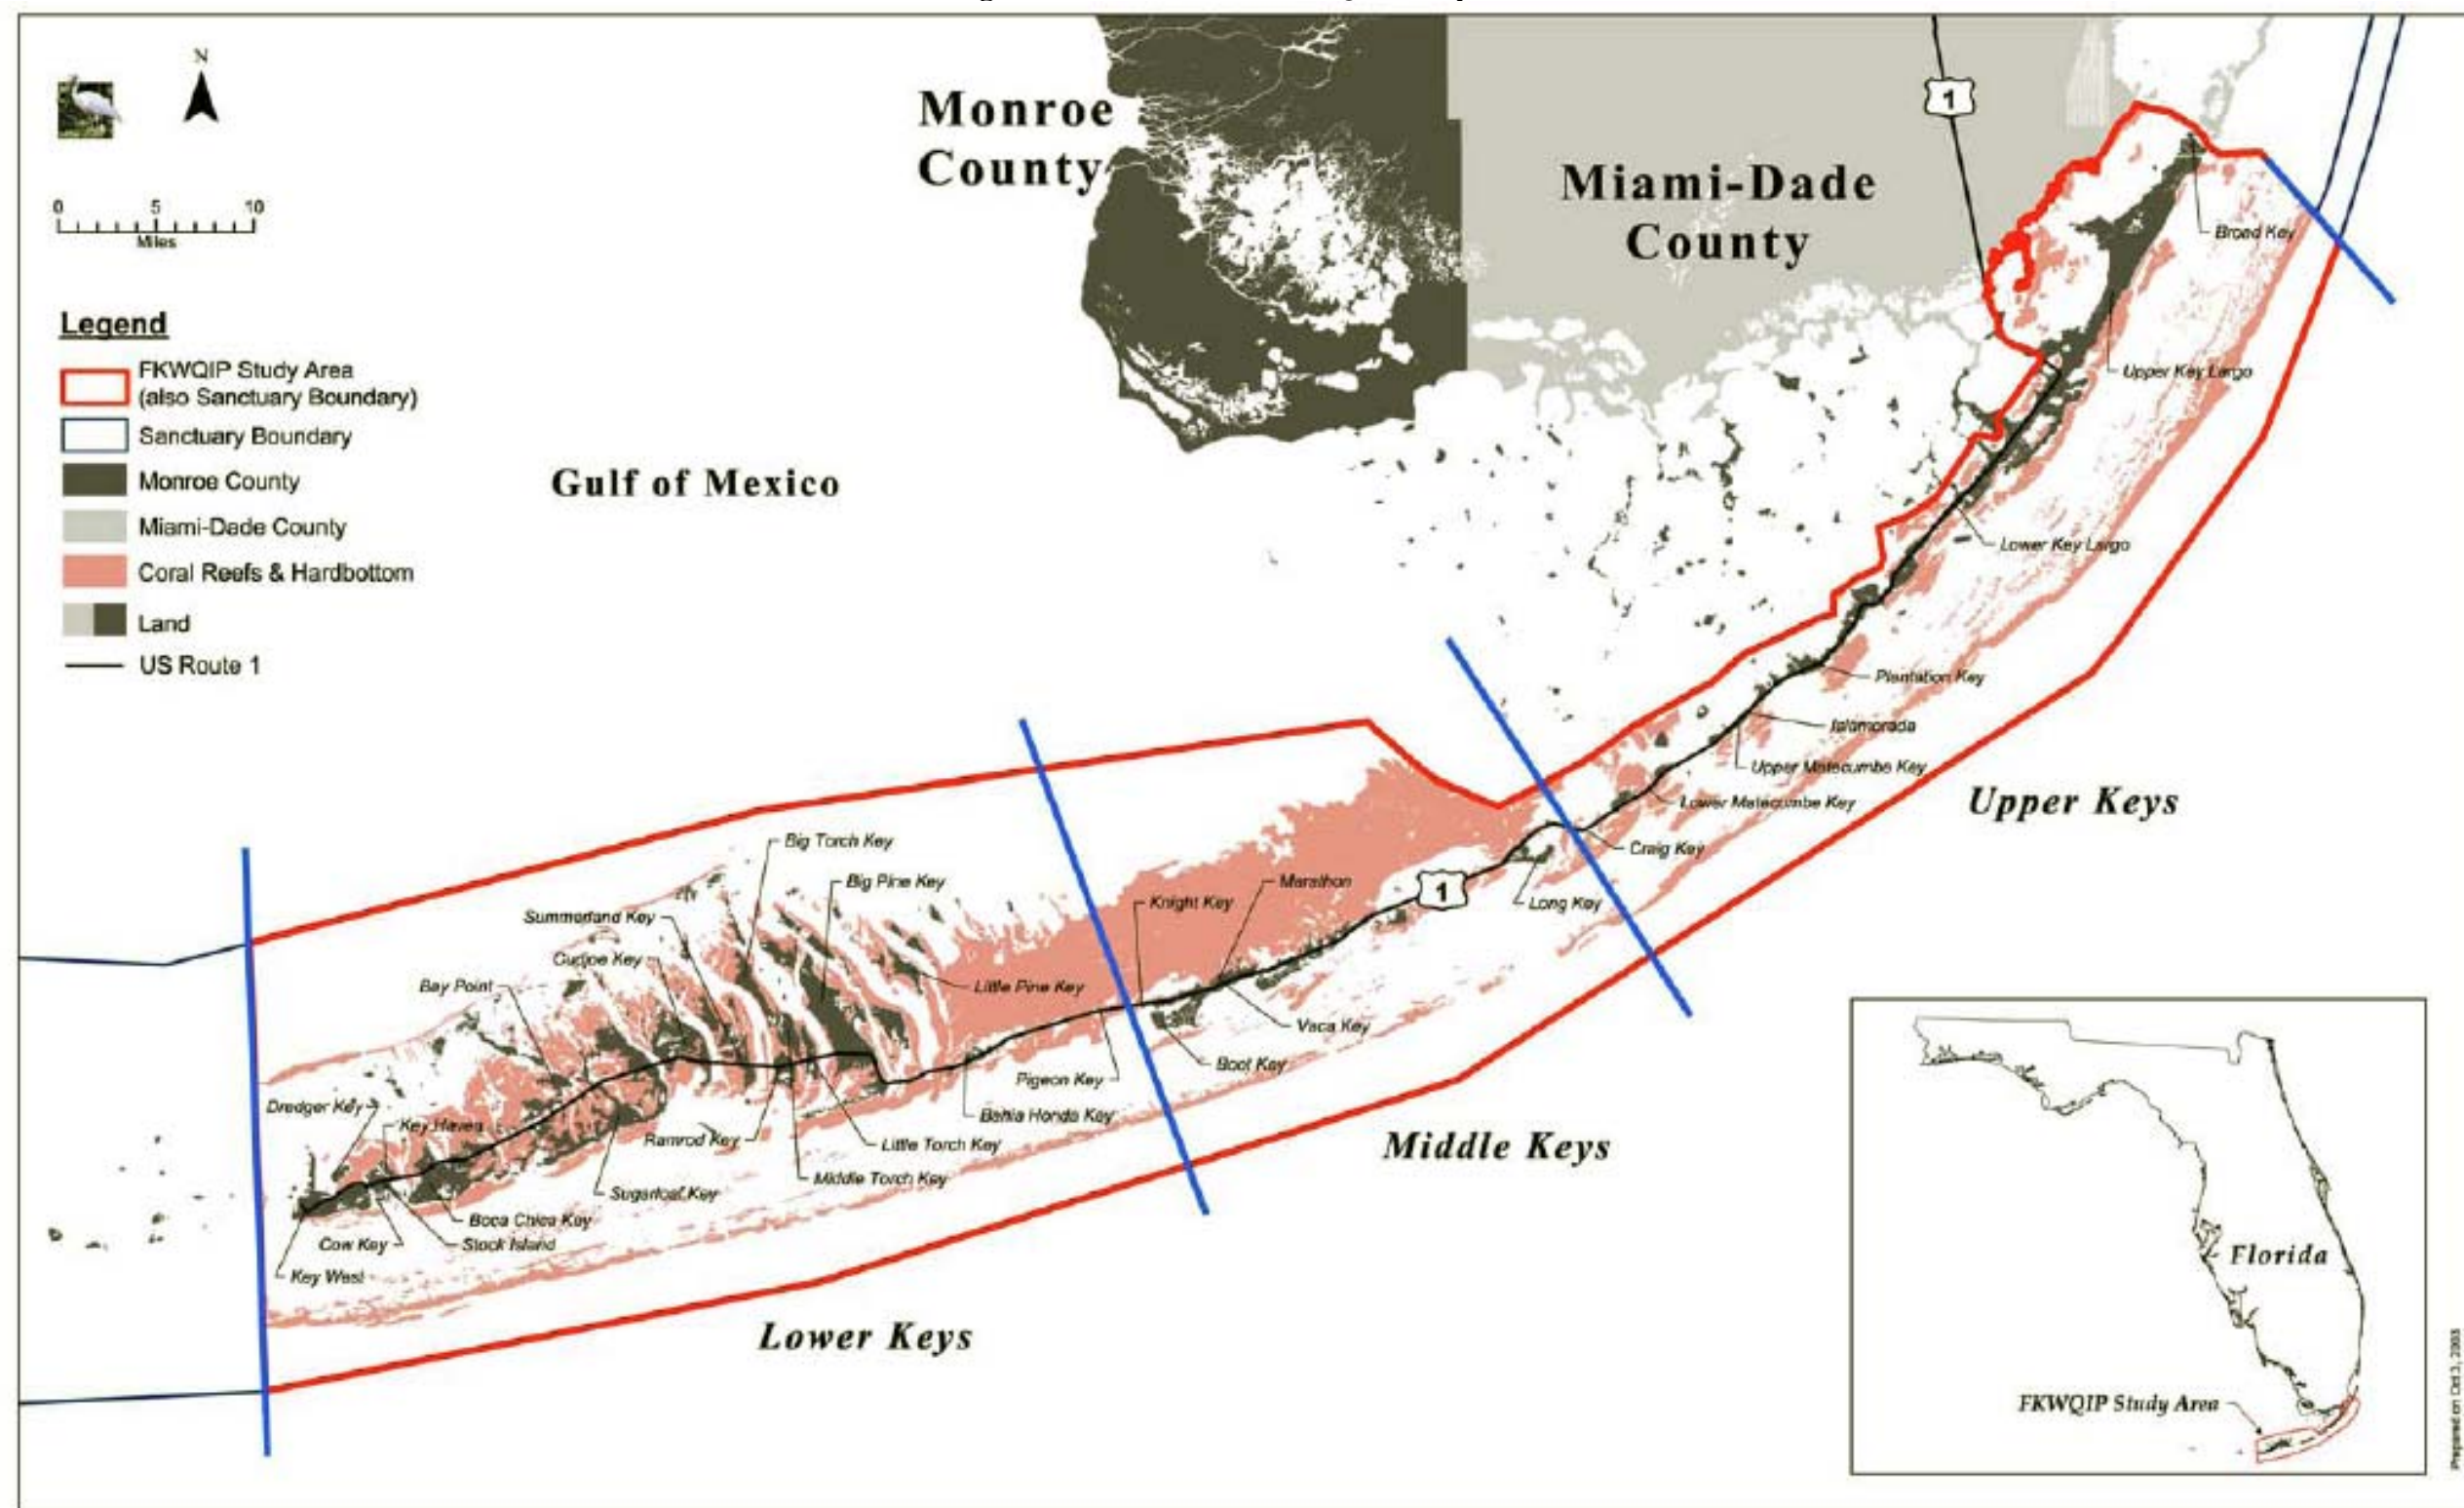 N
0 5 10
Miles
Legend
FKWQIP Study Area
(also Sanctuary Boundary)
Sanctuary Boundary
Monroe County
Miami-Dade County
Coral Reefs & Hardbottom
Land
US Route 1
Monroe
County
Miami-Dade
County
1
Gulf of Mexico
Broad Key
Upper Key Largo
Lower Key Largo
Plantation Key
Islamorada
Upper Matecumbe Key
Lower Matecumbe Key
Craig Key
Long Key
1
Upper Keys
Big Torch Key
Big Pine Key
Summerland Key
Cudjoe Key
Bay Point
Little Pine Key
Knight Key
Marathon
Vaca Key
Boot Key
Pigeon Key
Bahia Honda Key
Dredger Key
Key Haven
Ramrod Key
Little Torch Key
Middle Torch Key
Sugarloaf Key
Boca Chica Key
Stock Island
Cow Key
Key West
Middle Keys
Lower Keys
Florida
FKWQIP Study Area
Prepared on Oct 3, 2003